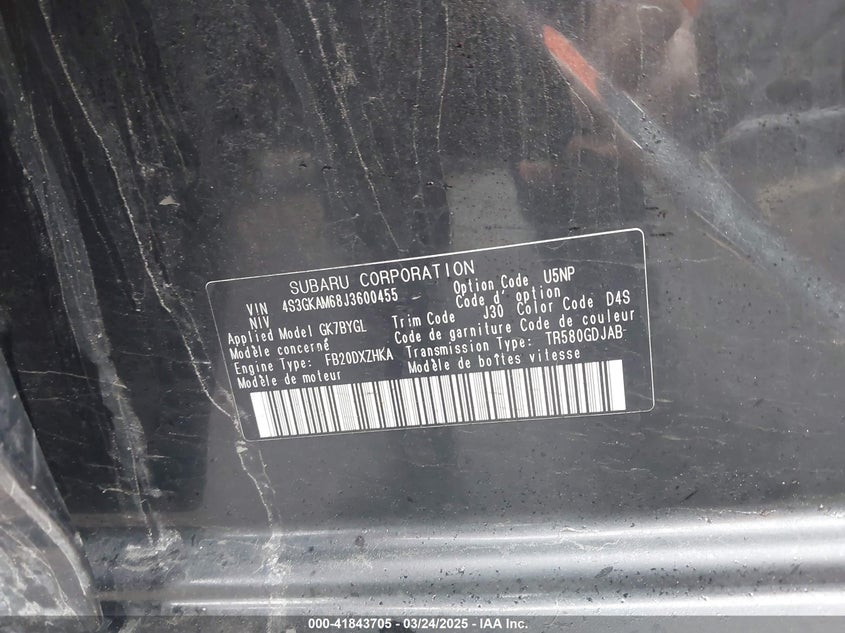 SUBARU CORPORATION
VIN 4S3GKAM68J3600455 Option Code U5NP
NIV Code d' option
Applied Model GK7BYGL Trim Code J30 Color Code D4S
Modèle concerné Code de garniture Code de couleur
Engine Type: FB20DXZHKA Transmission Type: TR580GDJAB
Modèle de moteur Modèle de boîtes vitesse
000-41843705 - 03/24/2025 - IAA Inc.